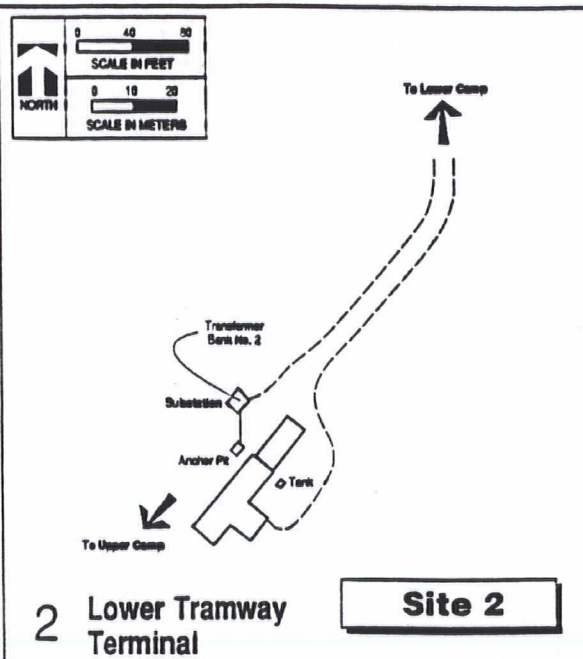 0 40 80
SCALE IN FEET
NORTH
0 10 20
SCALE IN METERS
To Lower Camp
Transformer
Bank No. 2
Substation
Anchor Pit
Tank
To Upper Camp
2 Lower Tramway
Terminal
Site 2